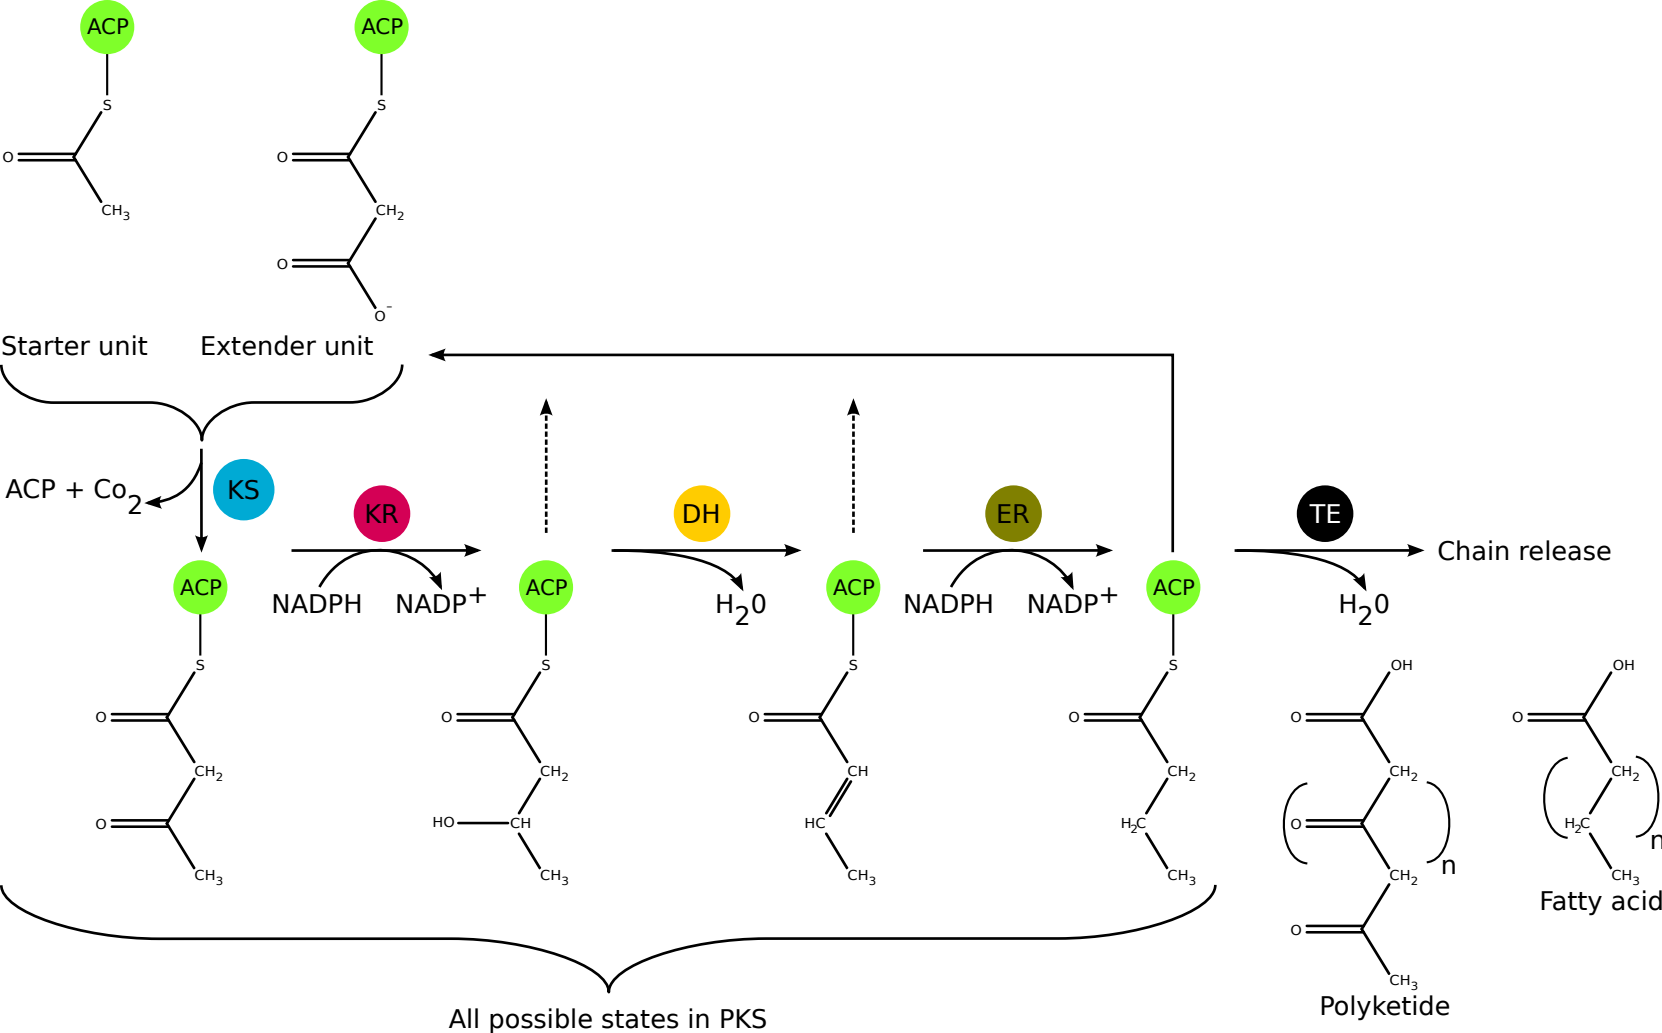 ACP ACP
S S
O O
CH3 CH2
O
O-
Starter unit Extender unit
ACP + Co2 KS
KR DH ER TE
Chain release
ACP ACP ACP ACP
NADPH NADP+ H20 NADPH NADP+ H20
S S S S OH OH
O O O O O O
CH2 CH2 CH CH2 CH2 CH2
O HO CH HC H2C O H2C n
CH3 CH3 CH3 CH3 CH2 n CH3
Fatty acid
O
CH3
Polyketide
All possible states in PKS